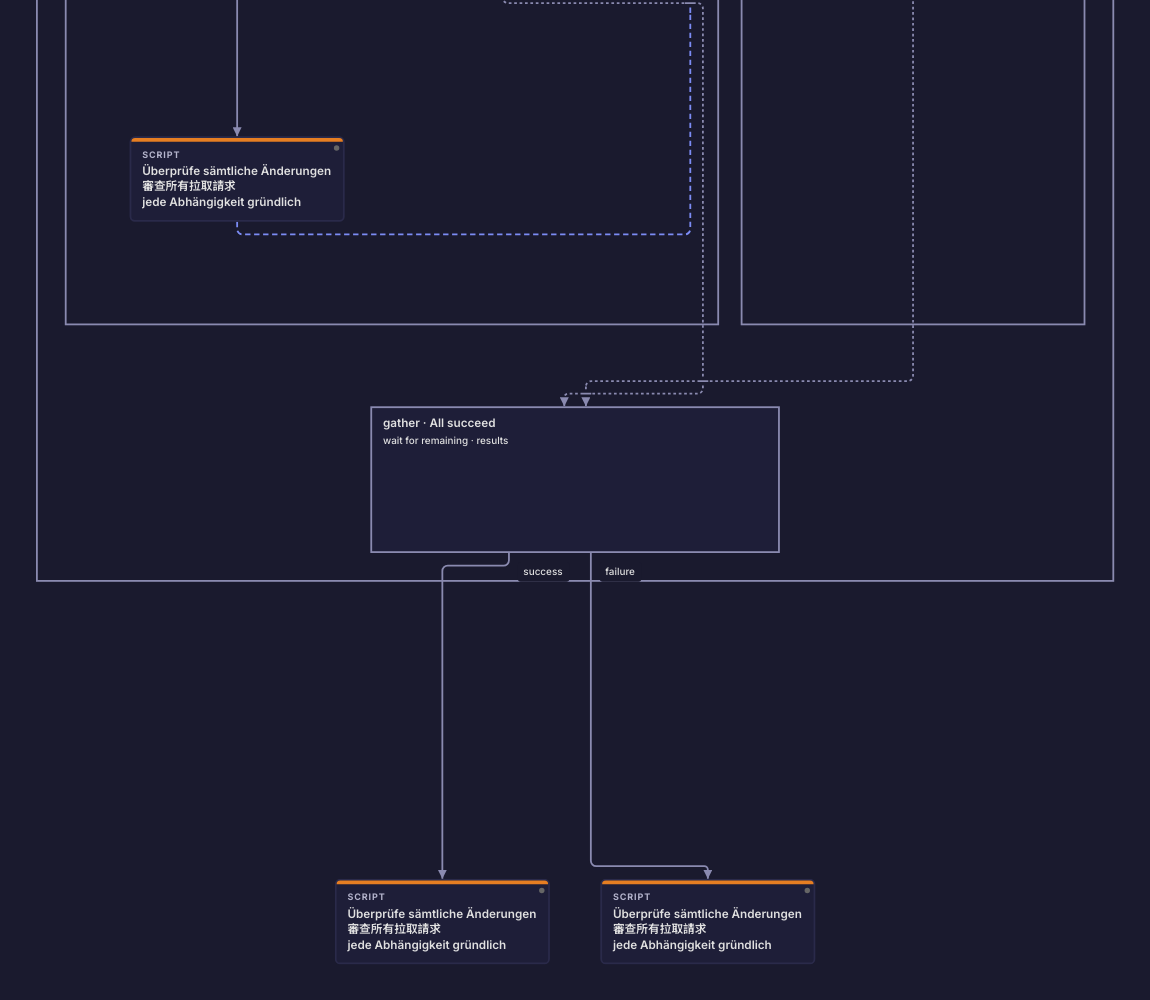 SCRIPT
Überprüfe sämtliche Änderungen
審查所有拉取請求
jede Abhängigkeit gründlich
gather · All succeed
wait for remaining · results
success
failure
SCRIPT
Überprüfe sämtliche Änderungen
審查所有拉取請求
jede Abhängigkeit gründlich
SCRIPT
Überprüfe sämtliche Änderungen
審查所有拉取請求
jede Abhängigkeit gründlich